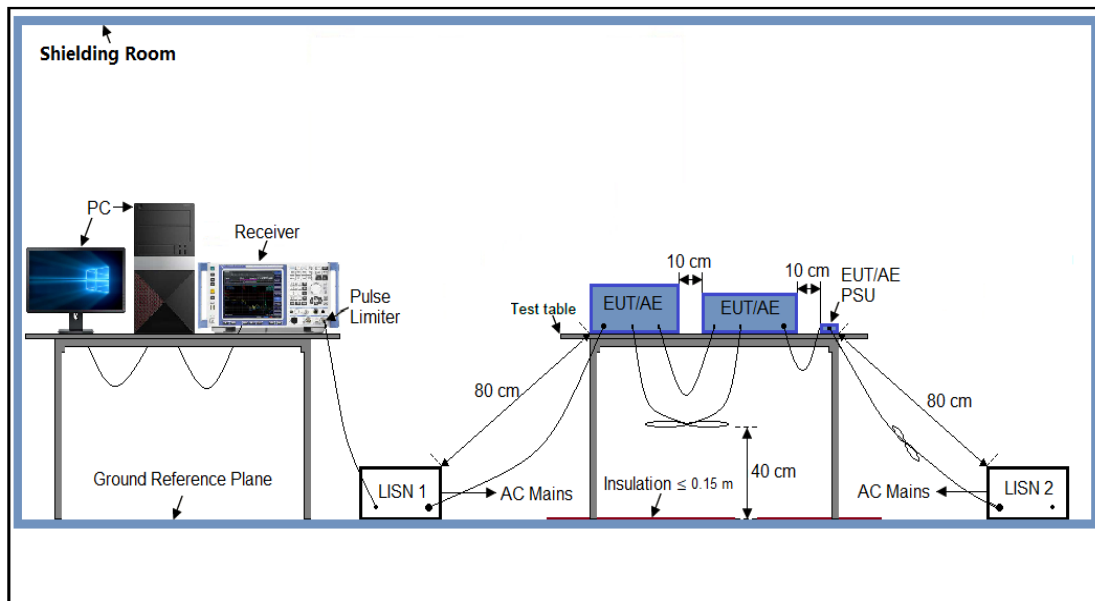 Shielding Room
PC
Receiver
Pulse
Limiter
10 cm
10 cm
EUT/AE
PSU
EUT/AE
EUT/AE
Test table
80 cm
80 cm
40 cm
Ground Reference Plane
LISN 1
AC Mains
Insulation ≤ 0.15 m
AC Mains
LISN 2